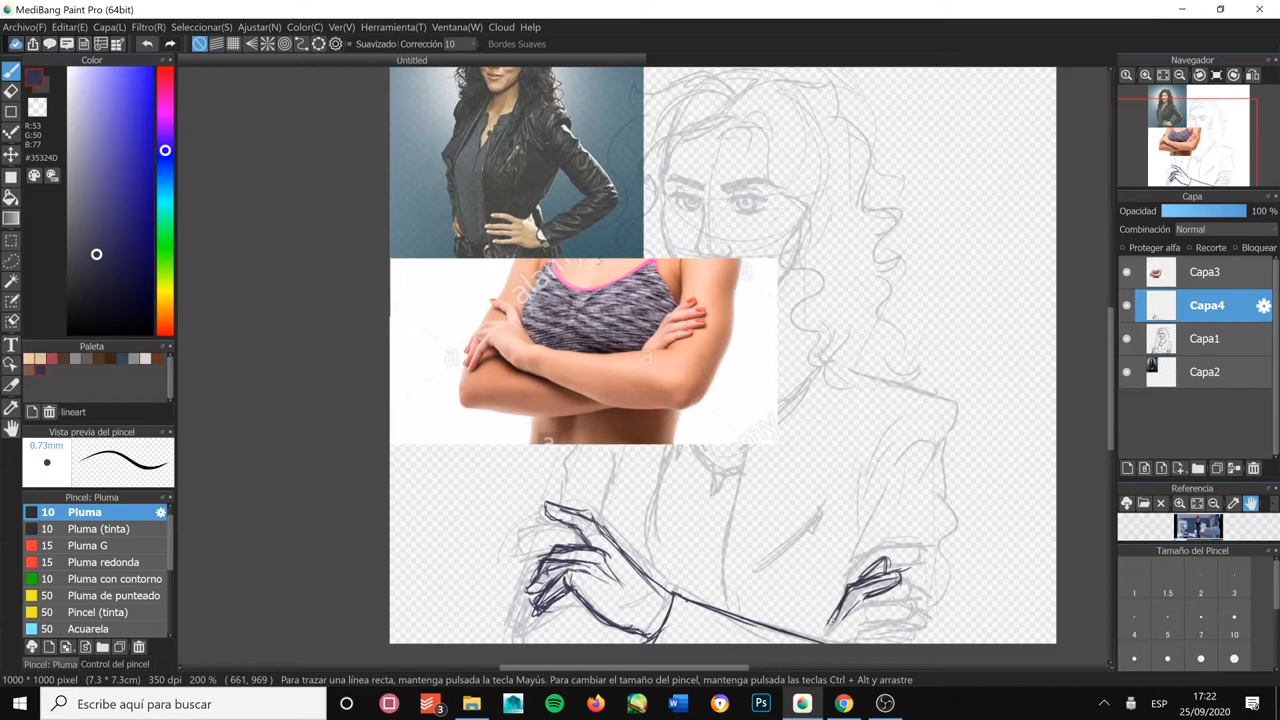 MediBang Paint Pro (64bit)
Archivo(F) Editar(E) Capa(L) Filtro(R) Seleccionar(S) Ajustar(N) Color(C) Ver(V) Herramienta(T) Ventana(W) Cloud Help
Suavizado Corrección 10 Bordes Suaves
Color
Untitled
Navegador
R:53
G:50
B:77
#35324D
Capa
Opacidad 100 %
Combinación Normal
Proteger alfa Recorte Bloquear
Capa3
Capa4
Capa1
Capa2
Paleta
lineart
Vista previa del pincel
0.73mm
Pincel: Pluma
10 Pluma
10 Pluma (tinta)
15 Pluma G
15 Pluma redonda
10 Pluma con contorno
50 Pluma de punteado
50 Pincel (tinta)
50 Acuarela
Pincel: Pluma Control del pincel
Referencia
Tamaño del Pincel
1 1.5 2 3
4 5 7 10
a
a
a
a
1000 * 1000 pixel (7.3 * 7.3cm) 350 dpi 200 % ( 661, 969 ) Para trazar una línea recta, mantenga pulsada la tecla Mayús. Para cambiar el tamaño del pincel, mantenga pulsadas las teclas Ctrl + Alt y arrastre
Escribe aquí para buscar
3
W
Ps
ESP
17:22
25/09/2020